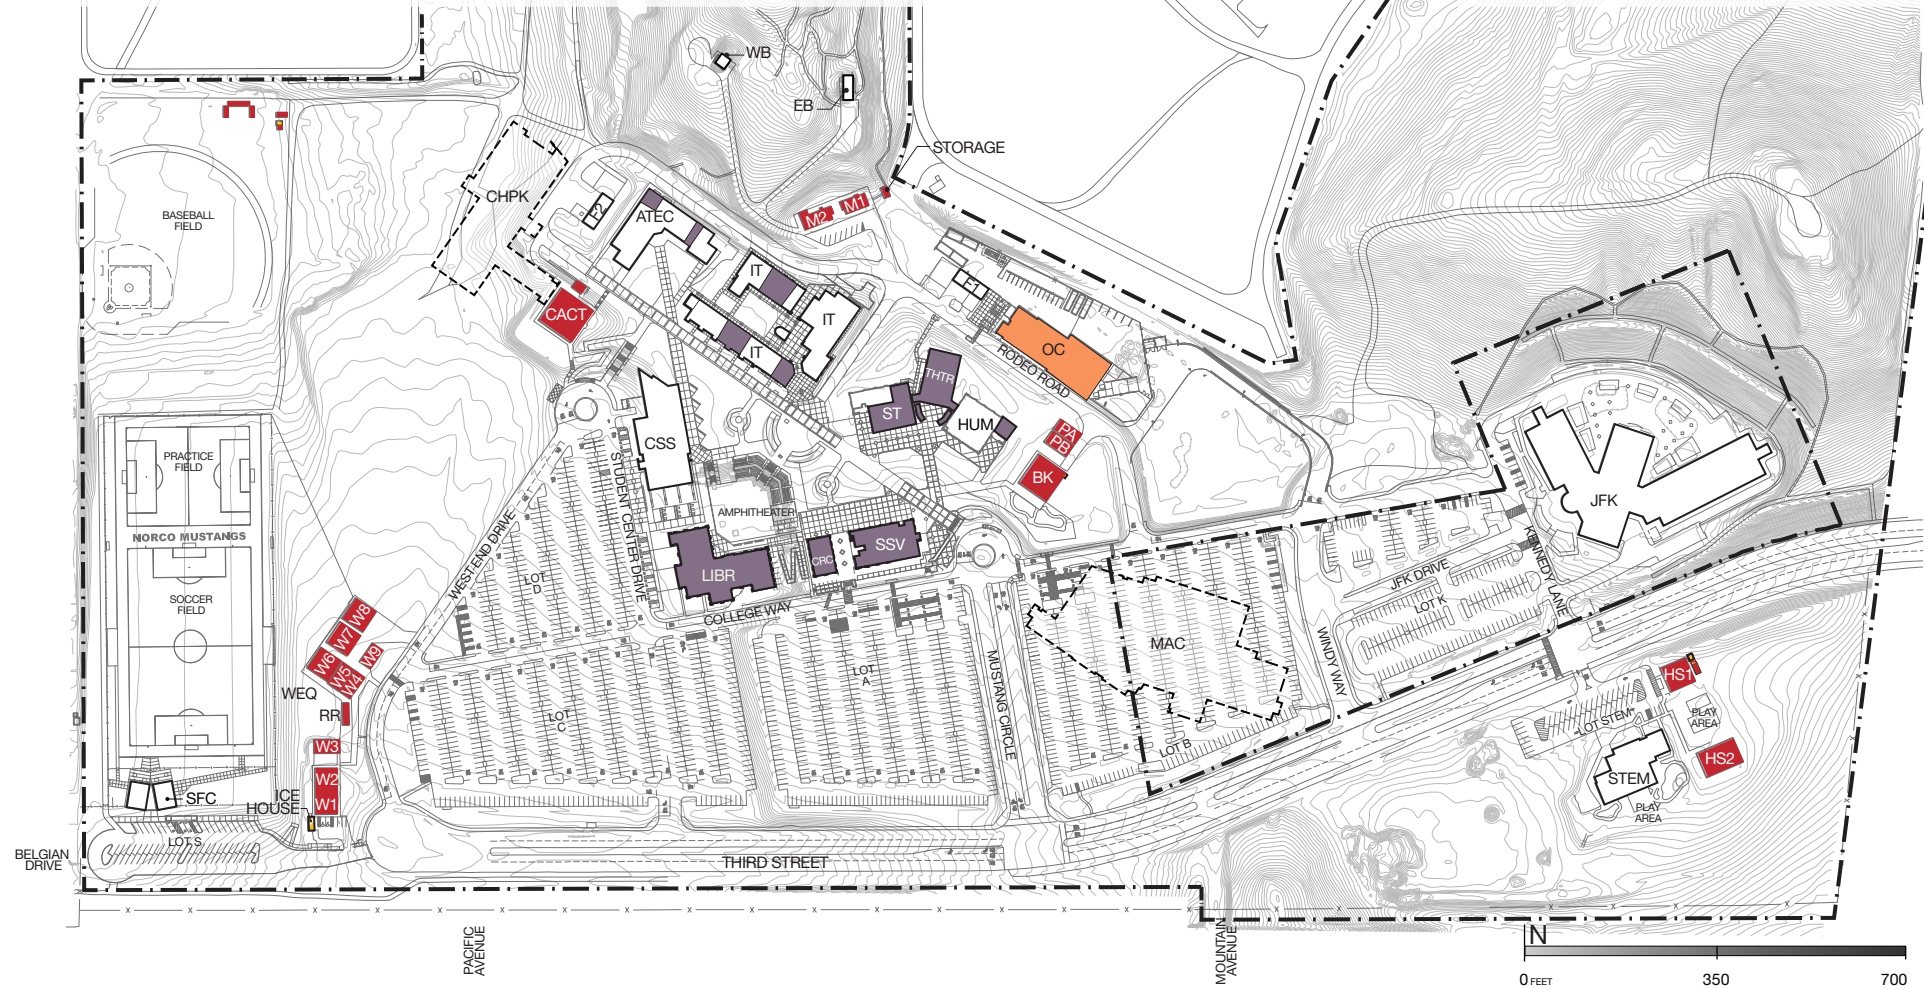 WB
EB
STORAGE
CHPK
F2
ATEC
M2
M1
BASEBALL
FIELD
IT
F1
CACT
IT
IT
OC
RODEO ROAD
THTR
ST
HUM
PA
PB
CSS
BK
PRACTICE
FIELD
STUDENT CENTER DRIVE
JFK
AMPHITHEATER
NORCO MUSTANGS
WEST END DRIVE
SSV
CRC
LIBR
KENNEDY LANE
JFK DRIVE
LOT
D
LOT K
SOCCER
FIELD
COLLEGE WAY
W8
W7
W9
W6
W5
W4
MAC
WINDY WAY
MUSTANG CIRCLE
LOT
A
HS1
WEQ
RR
LOT
C
PLAY
AREA
LOT STEM
W3
LOT B
HS2
W2
STEM
ICE
HOUSE
W1
SFC
PLAY
AREA
LOT S
BELGIAN
DRIVE
THIRD STREET
PACIFIC
AVENUE
MOUNTAIN
AVENUE
N
0 FEET
350
700